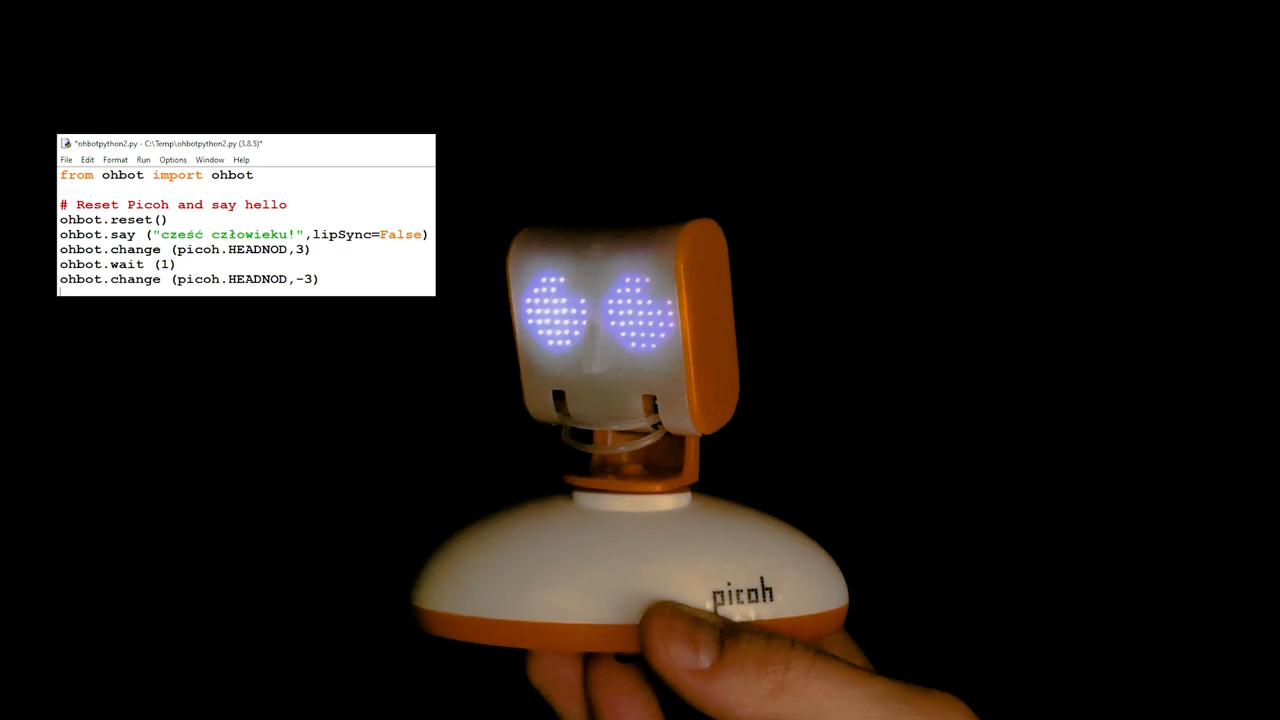 *ohbotpython2.py - C:\Temp\ohbotpython2.py (3.8.5)*
File Edit Format Run Options Window Help
from ohbot import ohbot
# Reset Picoh and say hello
ohbot.reset()
ohbot.say ("cześć człowieku!",lipSync=False)
ohbot.change (picoh.HEADNOD,3)
ohbot.wait (1)
ohbot.change (picoh.HEADNOD,-3)
picoh